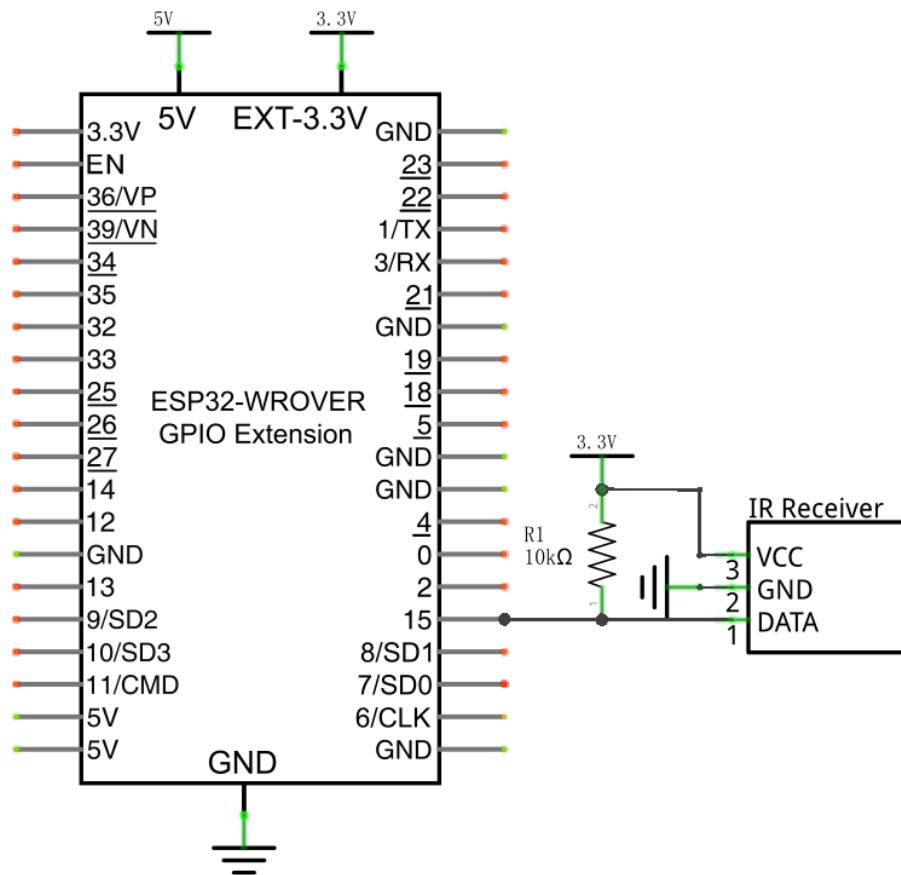 5V
3.3V
5V
EXT-3.3V
3.3V
EN
36/VP
39/VN
34
35
32
33
25
26
27
14
12
GND
13
9/SD2
10/SD3
11/CMD
5V
5V
ESP32-WROVER
GPIO Extension
GND
23
22
1/TX
3/RX
21
GND
19
18
5
GND
GND
4
0
2
15
8/SD1
7/SD0
6/CLK
GND
GND
3.3V
2
R1
10kΩ
1
IR Receiver
VCC
3
GND
2
DATA
1